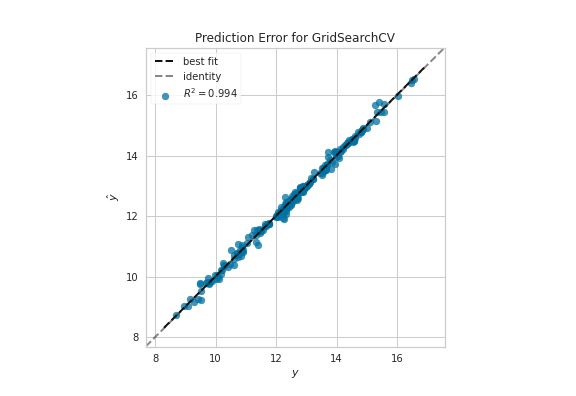 Prediction Error for GridSearchCV
best fit
identity
R² = 0.994
16
14
12
10
8
ŷ
8 10 12 14 16
y